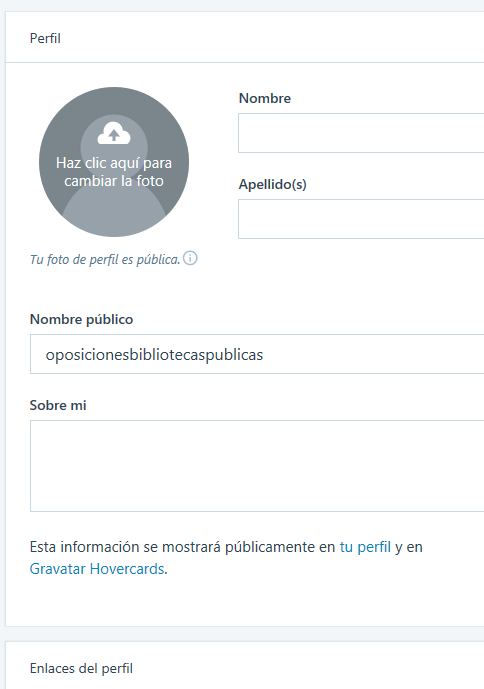 Perfil
Haz clic aquí para
cambiar la foto
Tu foto de perfil es pública.
Nombre
Apellido(s)
Nombre público
oposicionesbibliotecaspublicas
Sobre mi
Esta información se mostrará públicamente en tu perfil y en
Gravatar Hovercards.
Enlaces del perfil